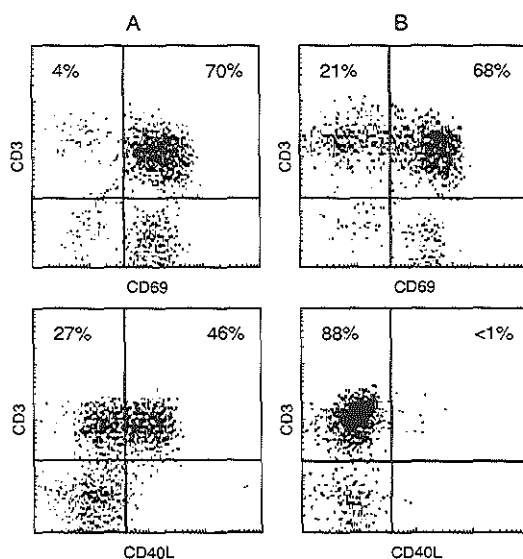 A B
4% 70% 21% 68%
CD3 CD3
CD69 CD69
27% 46% 88% <1%
CD3 CD3
CD40L CD40L